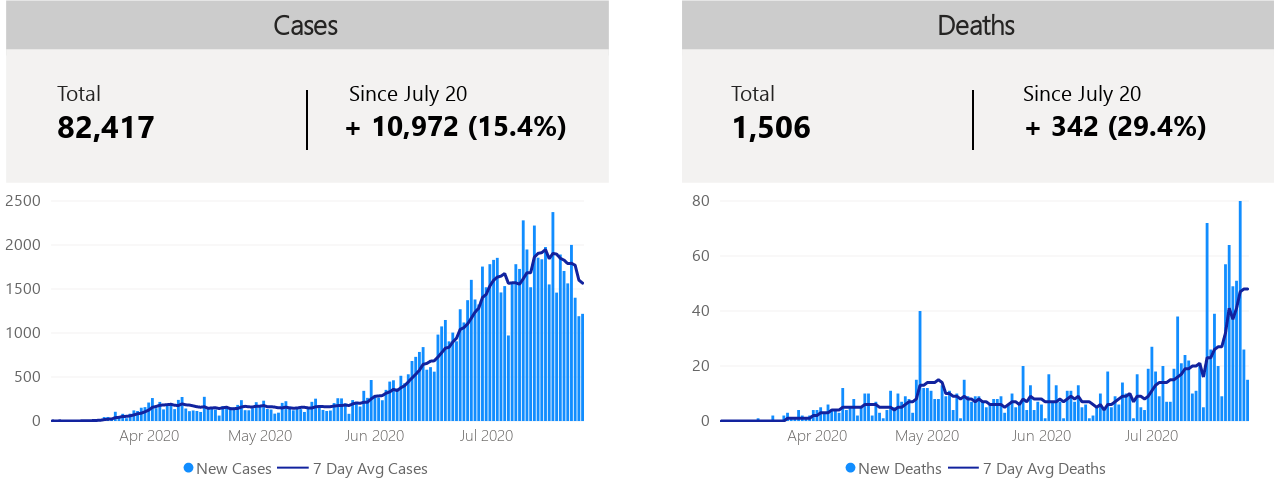 Cases
Total
82,417
Since July 20
+ 10,972 (15.4%)
2500
2000
1500
1000
500
0
Apr 2020 May 2020 Jun 2020 Jul 2020
New Cases 7 Day Avg Cases
Deaths
Total
1,506
Since July 20
+ 342 (29.4%)
80
60
40
20
0
Apr 2020 May 2020 Jun 2020 Jul 2020
New Deaths 7 Day Avg Deaths